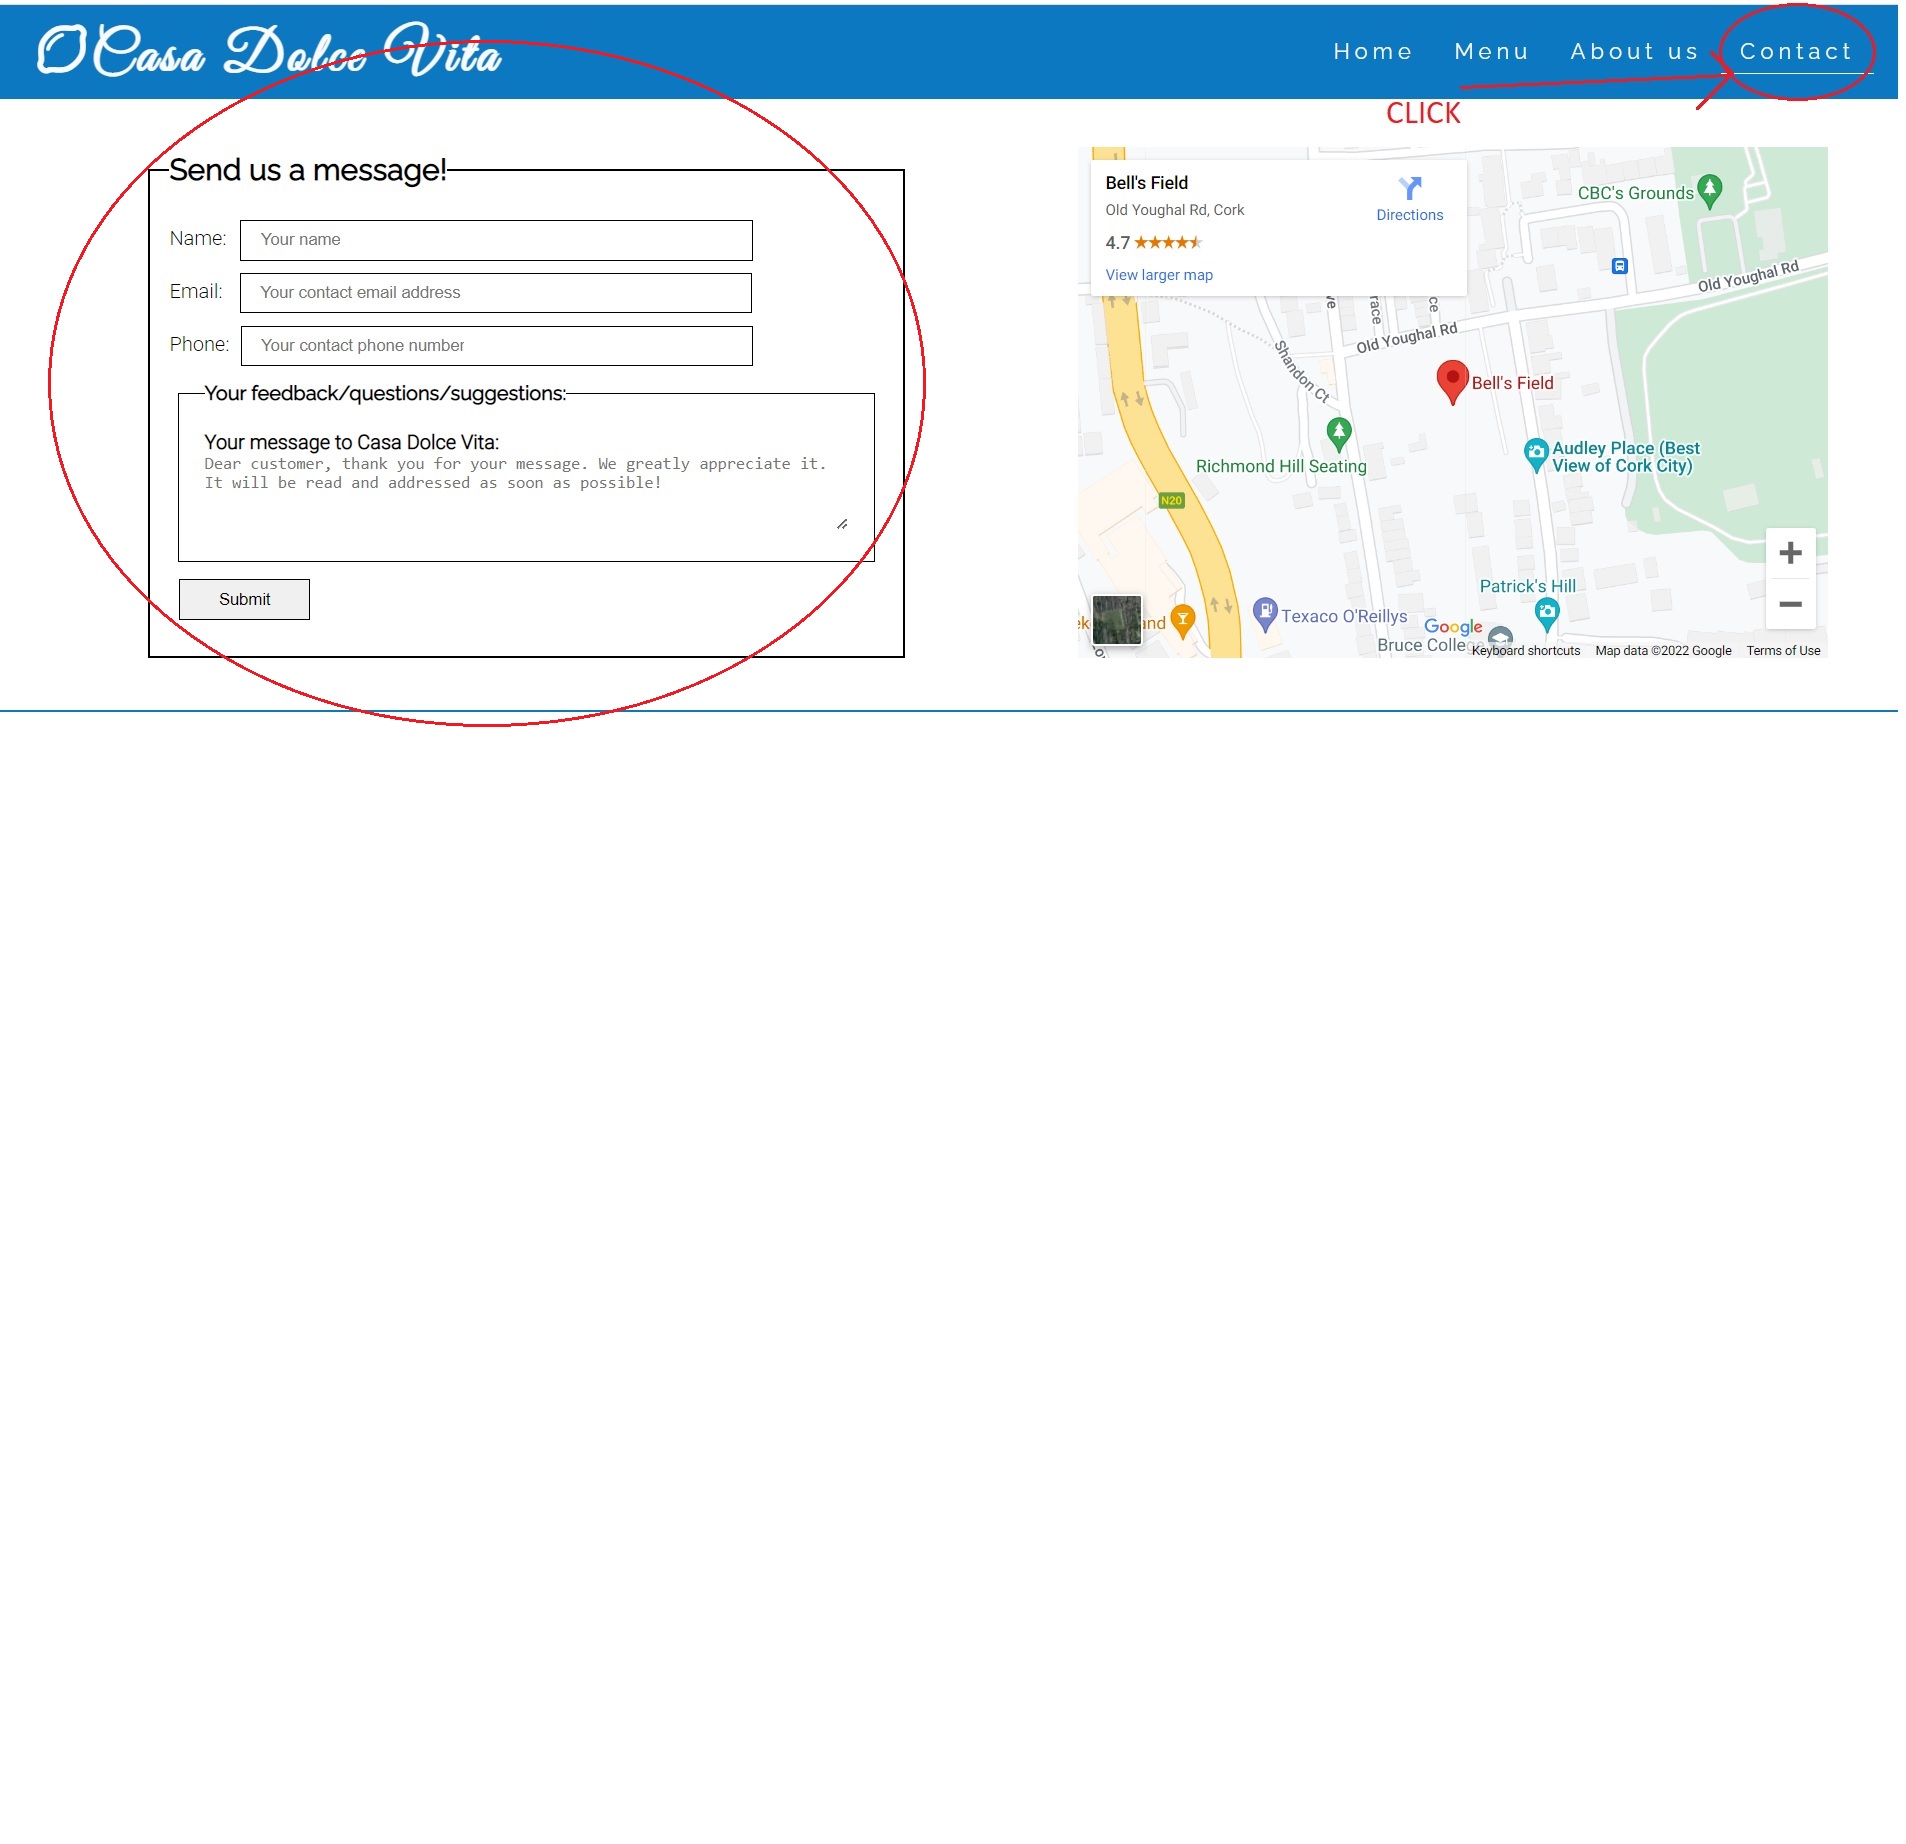 Casa Dolce Vita
Home Menu About us Contact
CLICK
Send us a message!
Name: Your name
Email: Your contact email address
Phone: Your contact phone number
Your feedback/questions/suggestions:
Your message to Casa Dolce Vita:
Dear customer, thank you for your message. We greatly appreciate it.
It will be read and addressed as soon as possible!
Submit
Bell's Field
Old Youghal Rd, Cork
4.7
View larger map
Directions
CBC's Grounds
Old Youghal Rd
Old Youghal Rd
Shandon Ct
Bell's Field
Richmond Hill Seating
Audley Place (Best
View of Cork City)
N20
Patrick's Hill
Texaco O'Reillys
Google
Bruce Colle
Keyboard shortcuts Map data ©2022 Google Terms of Use